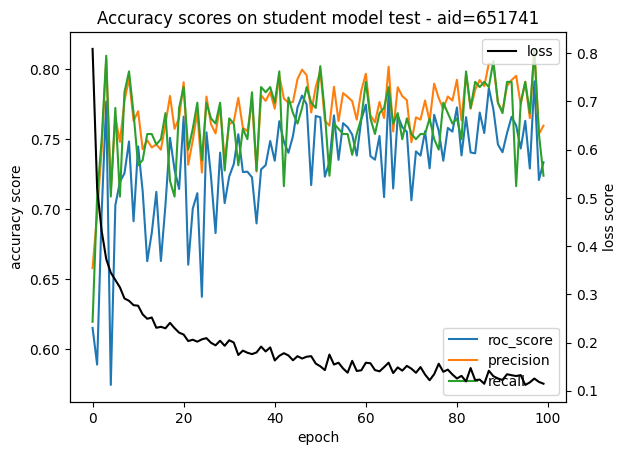 Accuracy scores on student model test - aid=651741
loss
accuracy score
0.80
0.75
0.70
0.65
0.60
0.8
0.7
0.6
0.5
0.4
0.3
0.2
0.1
loss score
roc_score
precision
recall
0
20
40
60
80
100
epoch